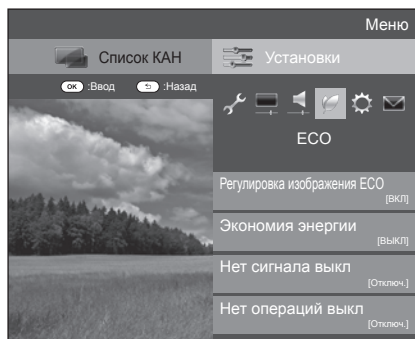 Меню
Список КАН
Установки
OK :Ввод :Назад
ECO
Регулировка изображения ECO
[ВКЛ]
Экономия энергии
[ВЫКЛ]
Нет сигнала выкл
[Отключ.]
Нет операций выкл
[Отключ.]